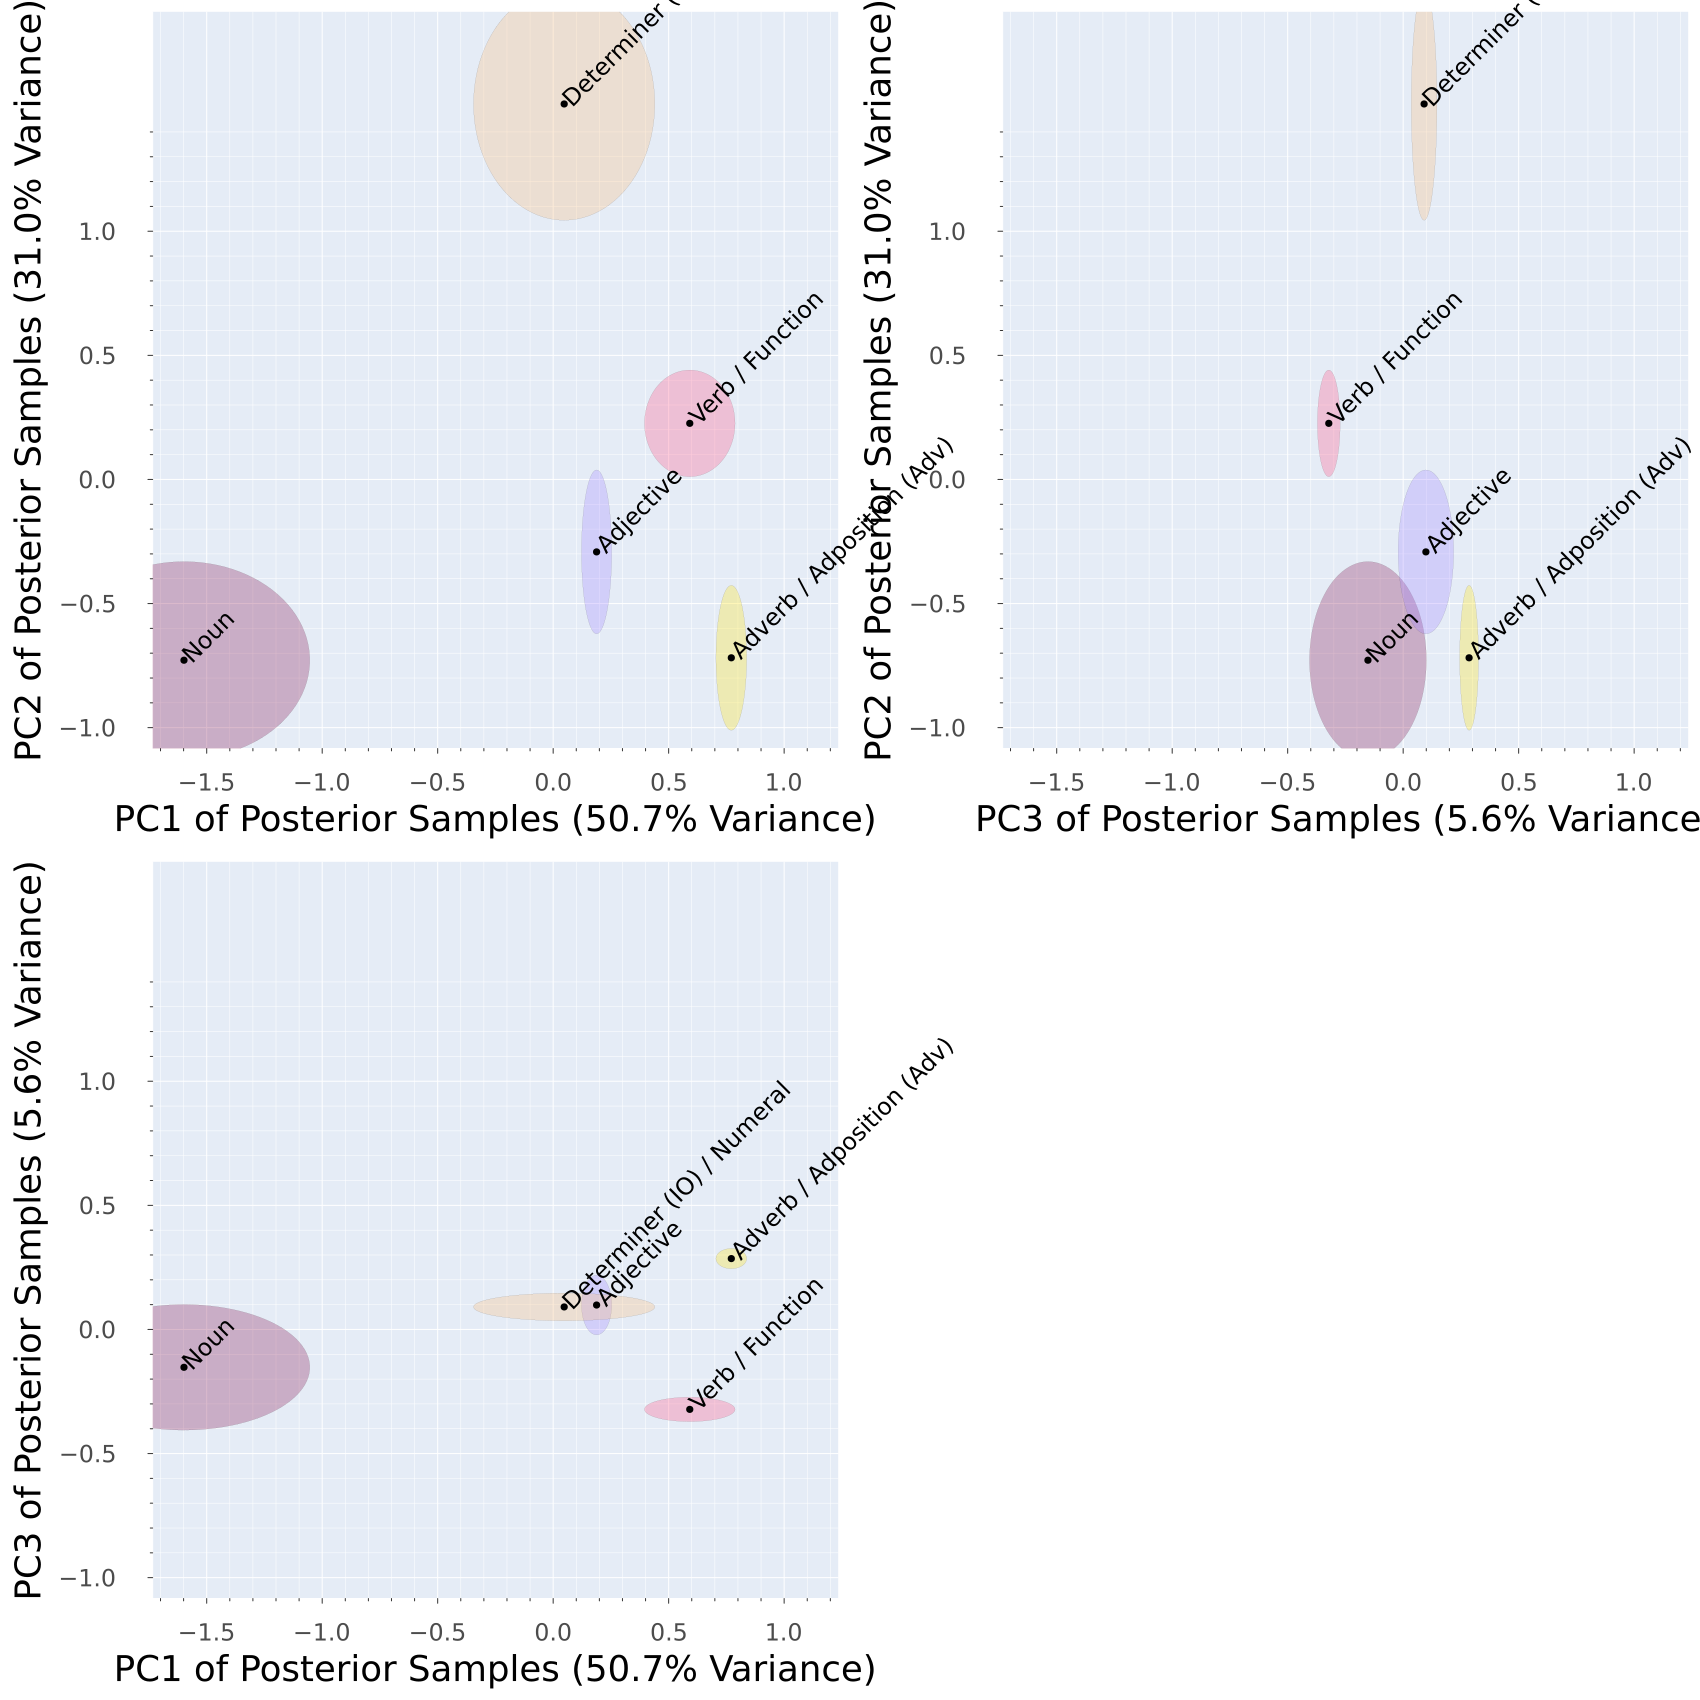 PC2 of Posterior Samples (31.0% Variance)
1.0
0.5
0.0
−0.5
−1.0
Determiner (
Verb / Function
Adjective
Adverb / Adposition (Adv)
Noun
−1.5
−1.0
−0.5
0.0
0.5
1.0
PC1 of Posterior Samples (50.7% Variance)
PC2 of Posterior Samples (31.0% Variance)
1.0
0.5
0.0
−0.5
−1.0
Determiner (
Verb / Function
Adjective
Adverb / Adposition (Adv)
Noun
−1.5
−1.0
−0.5
0.0
0.5
1.0
PC3 of Posterior Samples (5.6% Variance
PC3 of Posterior Samples (5.6% Variance)
1.0
0.5
0.0
−0.5
−1.0
Determiner (IO) / Numeral
Adjective
Adverb / Adposition (Adv)
Verb / Function
Noun
−1.5
−1.0
−0.5
0.0
0.5
1.0
PC1 of Posterior Samples (50.7% Variance)